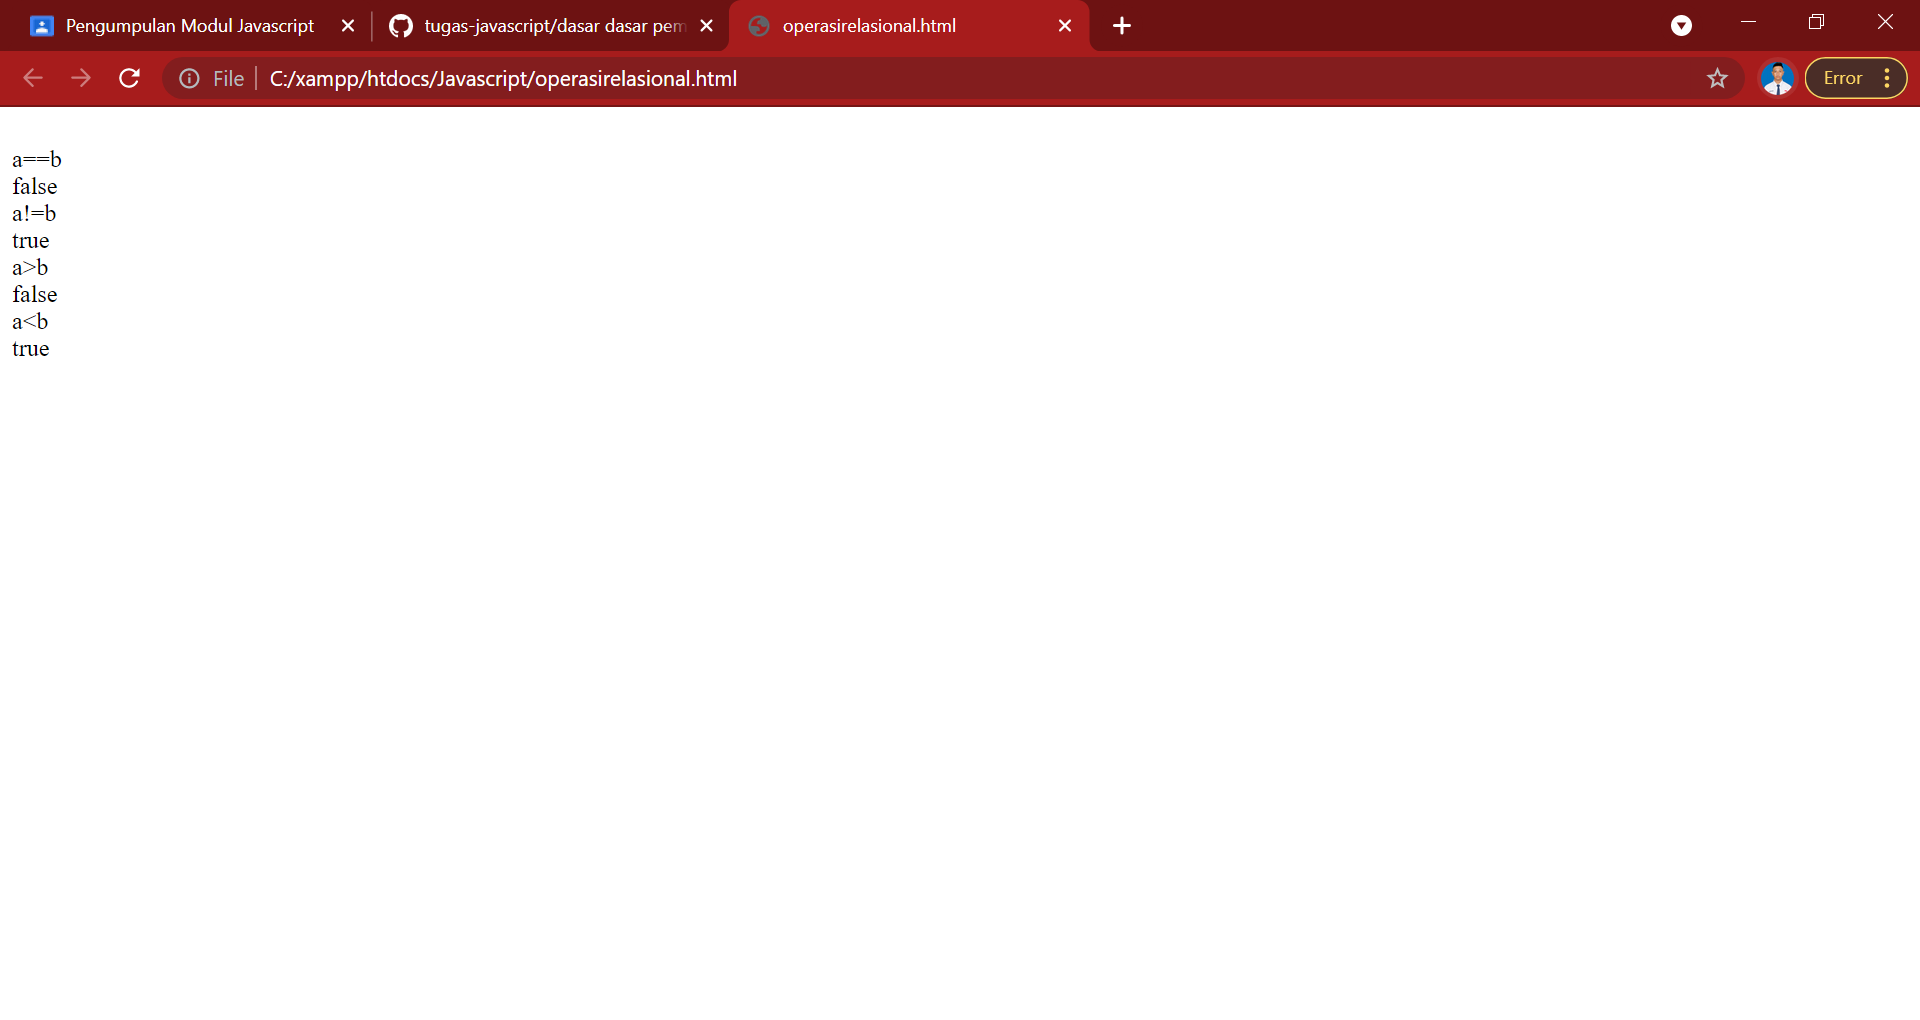 Pengumpulan Modul Javascript
tugas-javascript/dasar dasar pem
operasirelasional.html
File
C:/xampp/htdocs/Javascript/operasirelasional.html
Error
a==b
false
a!=b
true
a>b
false
a<b
true